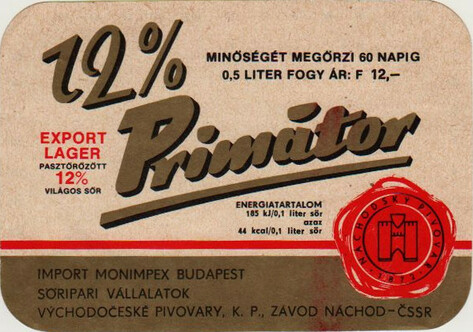 12%
MINŐSÉGÉT MEGŐRZI 60 NAPIG
0,5 LITER FOGY ÁR: F 12,–
Primátor
EXPORT
LAGER
PASZTŐRÖZÖTT
12%
VILÁGOS SÖR
ENERGIATARTALOM
185 kJ/0,1 liter sör
azaz
44 kcal/0,1 liter sör
NÁCHODSKÝ PIVOVAR
IMPORT MONIMPEX BUDAPEST
SÖRIPARI VÁLLALATOK
VÝCHODOČESKÉ PIVOVARY, K. P., ZÁVOD NÁCHOD–ČSSR